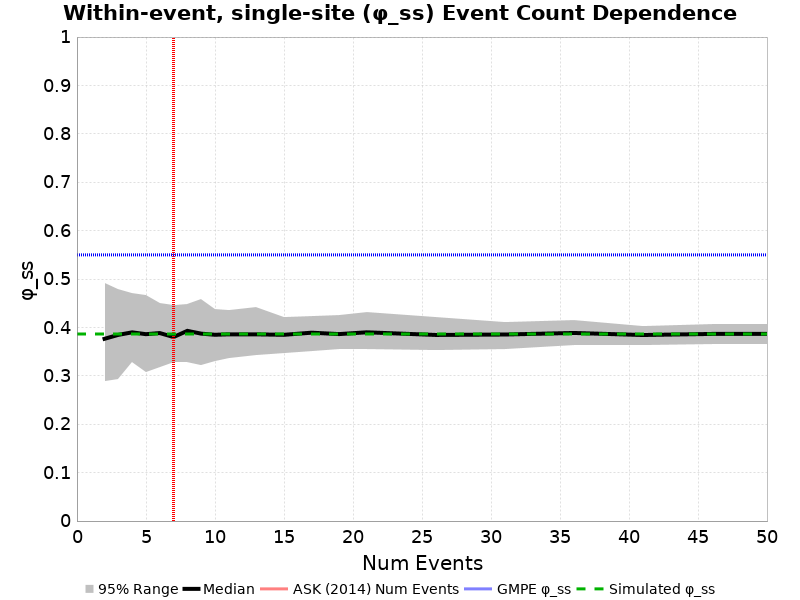 Within-event, single-site (φ_ss) Event Count Dependence
1
0.9
0.8
0.7
0.6
0.5
0.4
0.3
0.2
0.1
0
φ_ss
0 5 10 15 20 25 30 35 40 45 50
Num Events
95% Range Median ASK (2014) Num Events GMPE φ_ss Simulated φ_ss